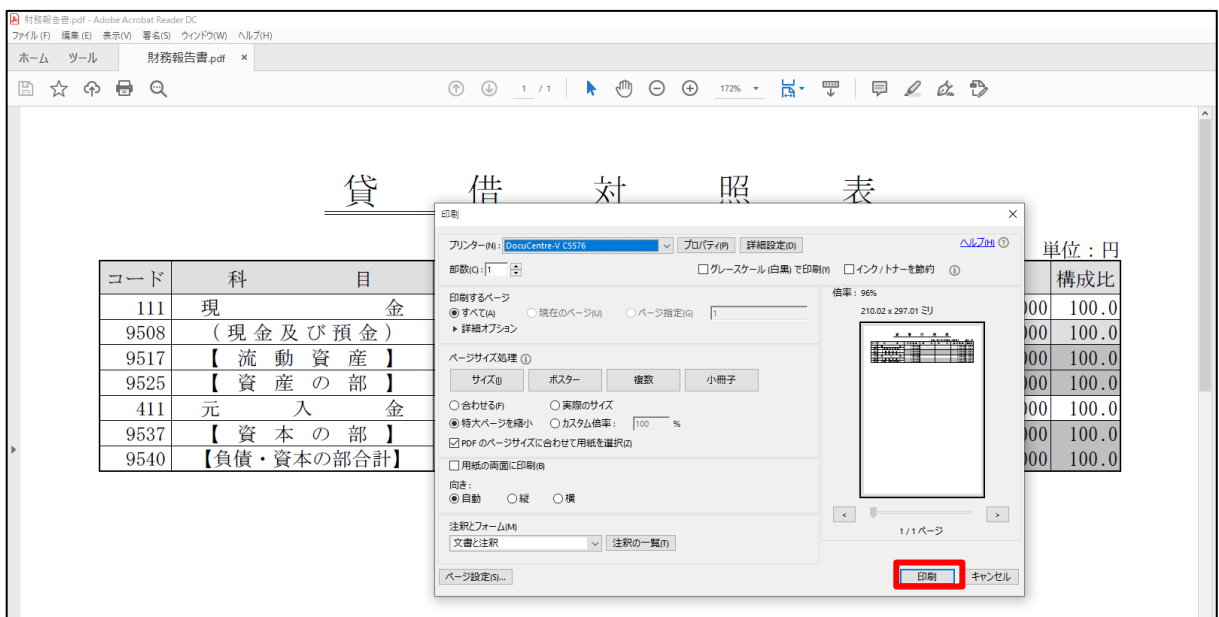 財務報告書.pdf - Adobe Acrobat Reader DC
ファイル(F) 編集(E) 表示(V) 署名(S) ウィンドウ(W) ヘルプ(H)
ホーム ツール 財務報告書.pdf ×
1 / 1 172%
貸借対照表
単位：円
コード 科目 構成比
111 現金 000 100.0
9508 (現金及び預金) 000 100.0
9517 【流動資産】 000 100.0
9525 【資産の部】 000 100.0
411 元入金 000 100.0
9537 【資本の部】 000 100.0
9540 【負債・資本の部合計】 000 100.0
印刷 ×
プリンター(N): DocuCentre-V C5576 プロパティ(P) 詳細設定(D) ヘルプ(H)
部数(C): 1 グレースケール(白黒)で印刷(Y) インク/トナーを節約
印刷するページ
すべて(A) 現在のページ(U) ページ指定(G) 1
詳細オプション
ページサイズ処理
サイズ(I) ポスター 複数 小冊子
合わせる(F) 実際のサイズ
特大ページを縮小 カスタム倍率: 100 %
PDFのページサイズに合わせて用紙を選択(Z)
用紙の両面に印刷(B)
向き:
自動 縦 横
注釈とフォーム(M)
文書と注釈 注釈の一覧(T)
倍率: 96%
210.02 x 297.01 ミリ
< >
1/1 ページ
ページ設定(S)... 印刷 キャンセル